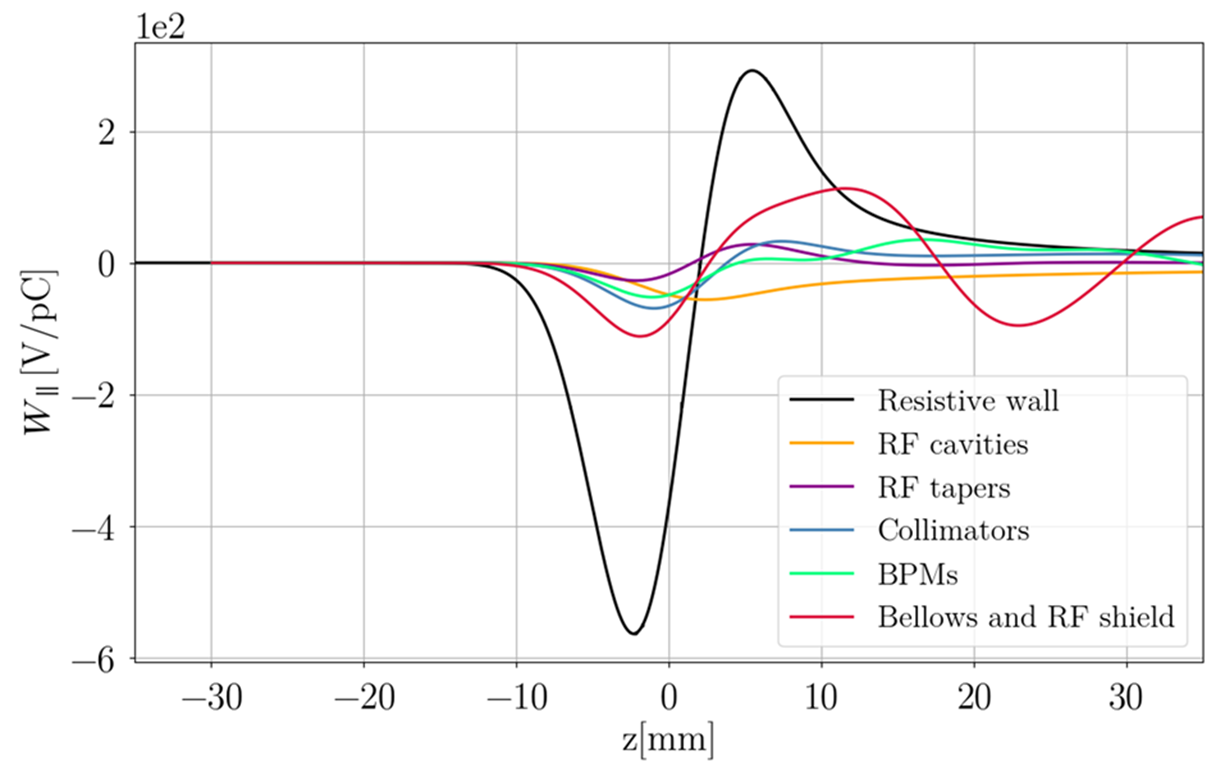 1e2
2
0
−2
−4
−6
W∥ [V/pC]
−30 −20 −10 0 10 20 30
z[mm]
Resistive wall
RF cavities
RF tapers
Collimators
BPMs
Bellows and RF shield